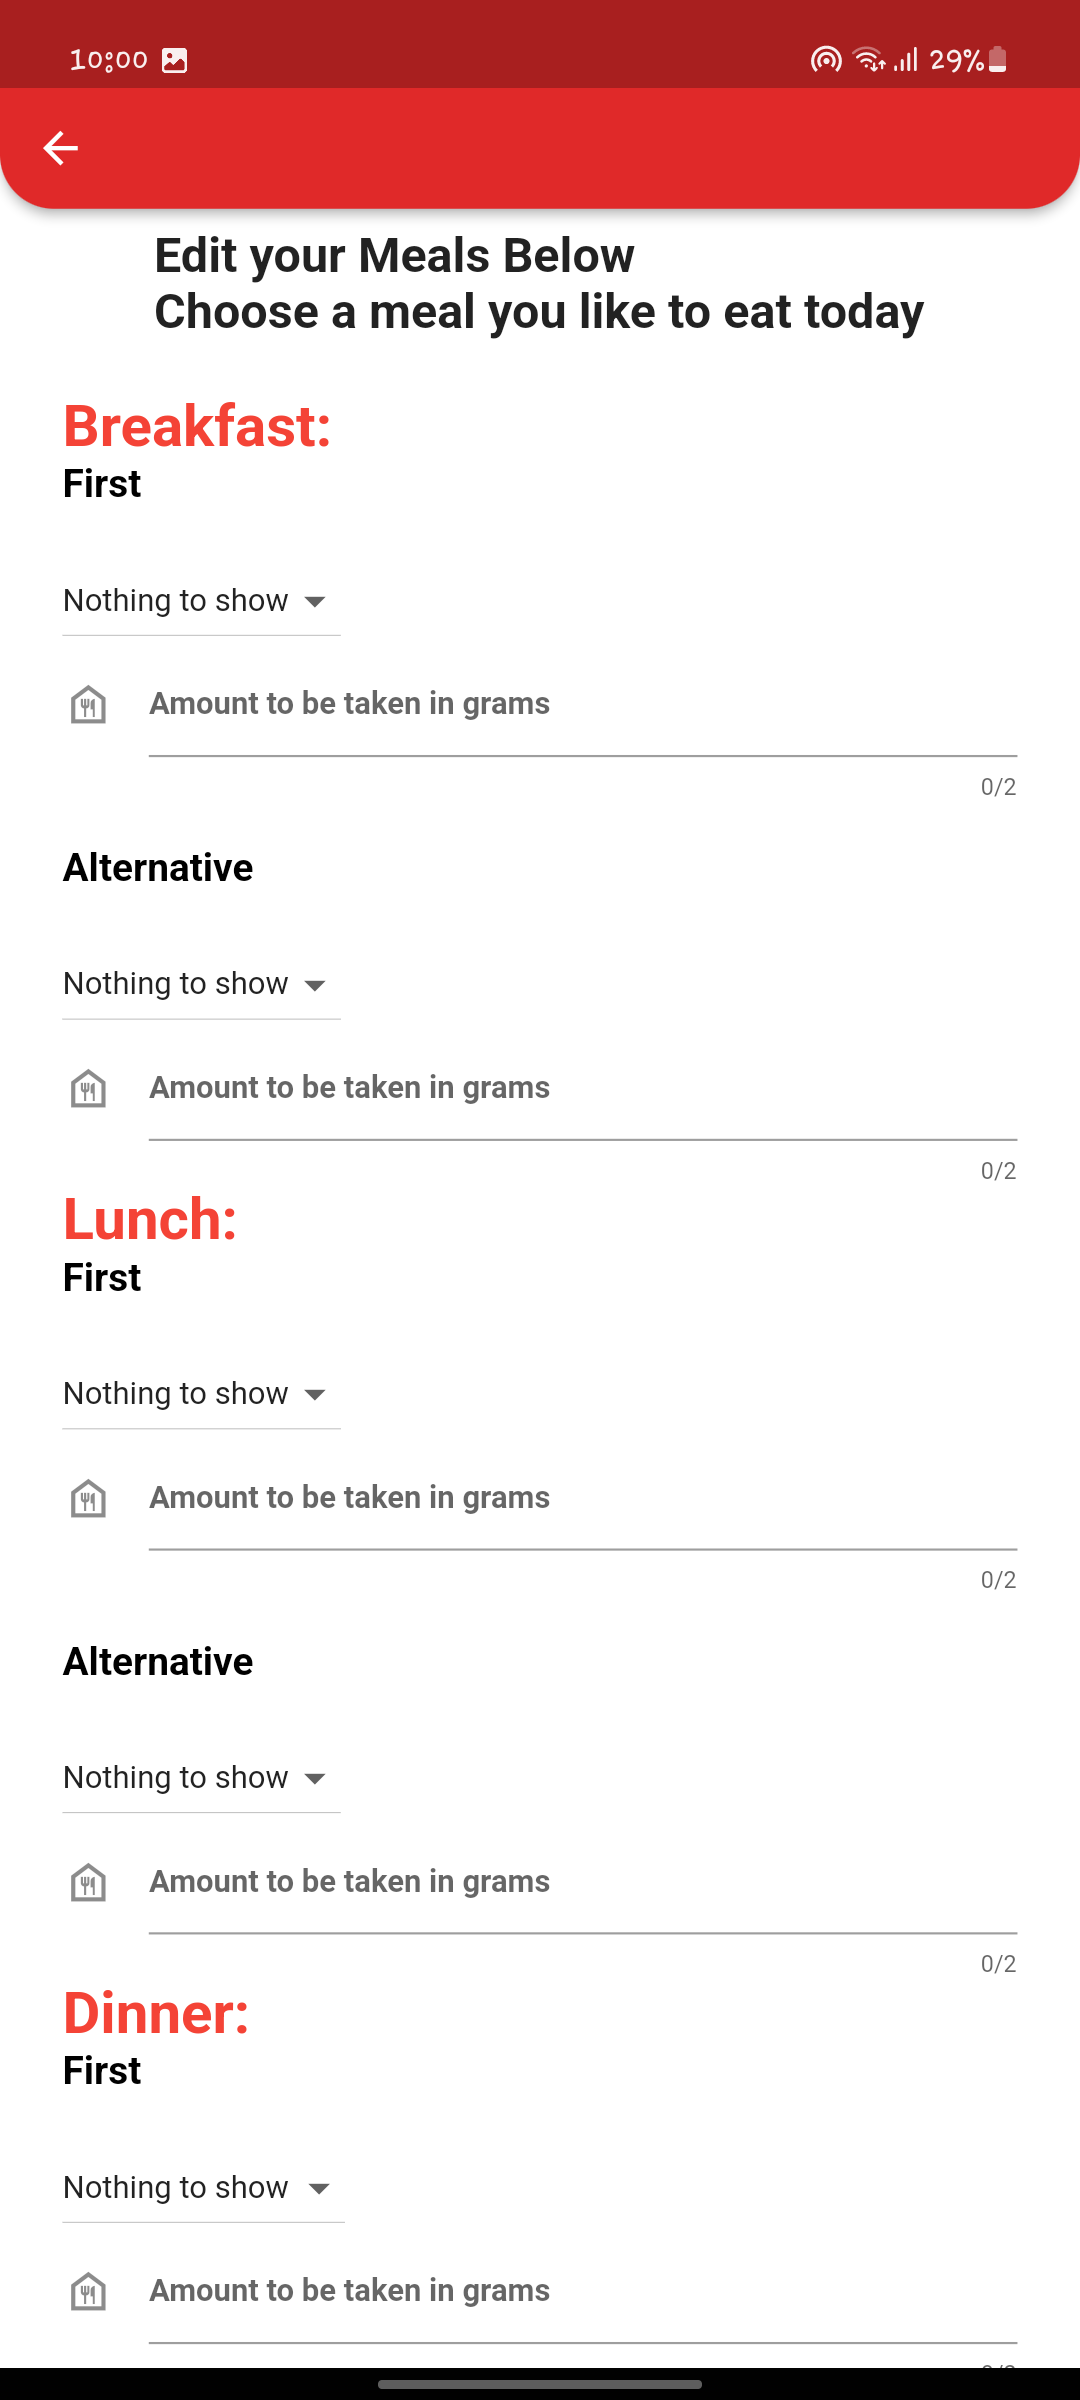 10:00
29%
Edit your Meals Below
Choose a meal you like to eat today
Breakfast:
First
Nothing to show
Amount to be taken in grams
0/2
Alternative
Nothing to show
Amount to be taken in grams
0/2
Lunch:
First
Nothing to show
Amount to be taken in grams
0/2
Alternative
Nothing to show
Amount to be taken in grams
0/2
Dinner:
First
Nothing to show
Amount to be taken in grams